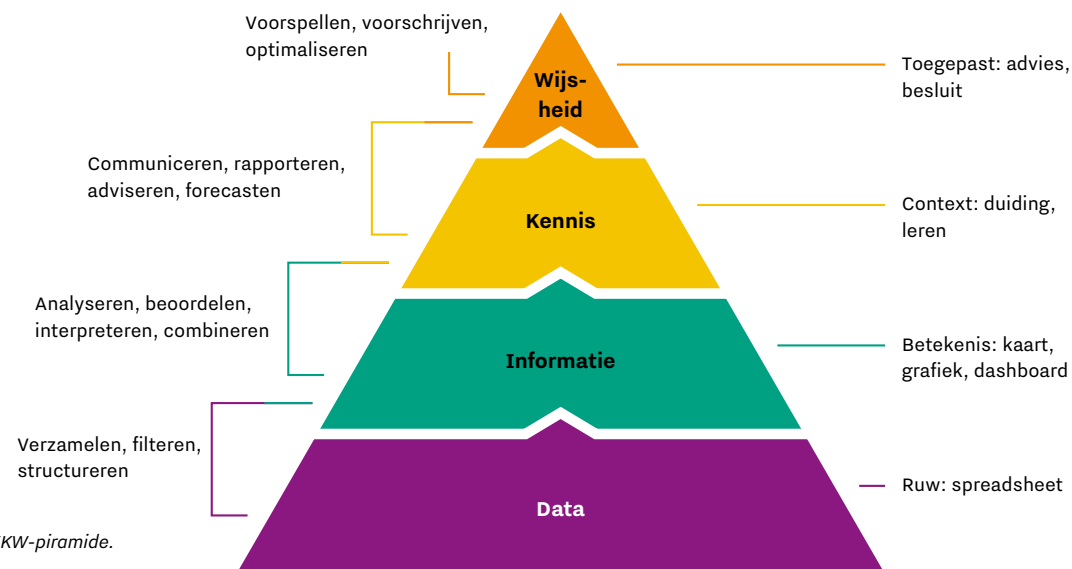 Voorspellen, voorschrijven,
optimaliseren
Wijs-
heid
Toegepast: advies,
besluit
Communiceren, rapporteren,
adviseren, forecasten
Kennis
Context: duiding,
leren
Analyseren, beoordelen,
interpreteren, combineren
Informatie
Betekenis: kaart,
grafiek, dashboard
Verzamelen, filteren,
structureren
Data
Ruw: spreadsheet
KW-piramide.